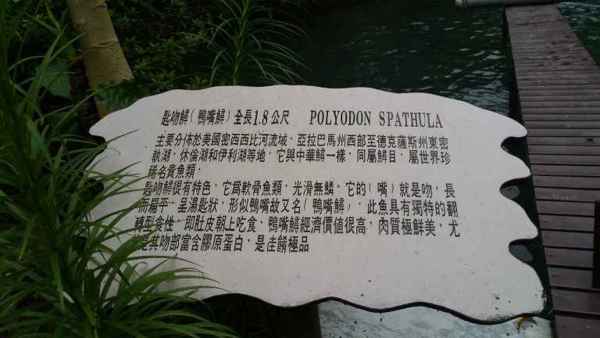 匙吻鱘(鴨嘴鱘)全長1.8公尺 POLYODON SPATHULA
主要分佈於美國密西西比河流域,亞拉巴馬州西部至德克薩斯州東密
執湖、休倫湖和伊利湖等地,它與中華鱘一樣,同屬鱘目,屬世界珍
稀名貴魚類,
匙吻鱘很有特色,它爲軟骨魚類,光滑無鱗,它的(嘴)就是吻,長
而扁平,呈湯匙狀,形似鴨嘴故又名(鴨嘴鱘),此魚具有獨特的翻
轉型食性,即肚皮朝上吃食,鴨嘴鱘經濟價值很高,肉質極鮮美,尤
其吻部富含膠原蛋白,是佳餚極品